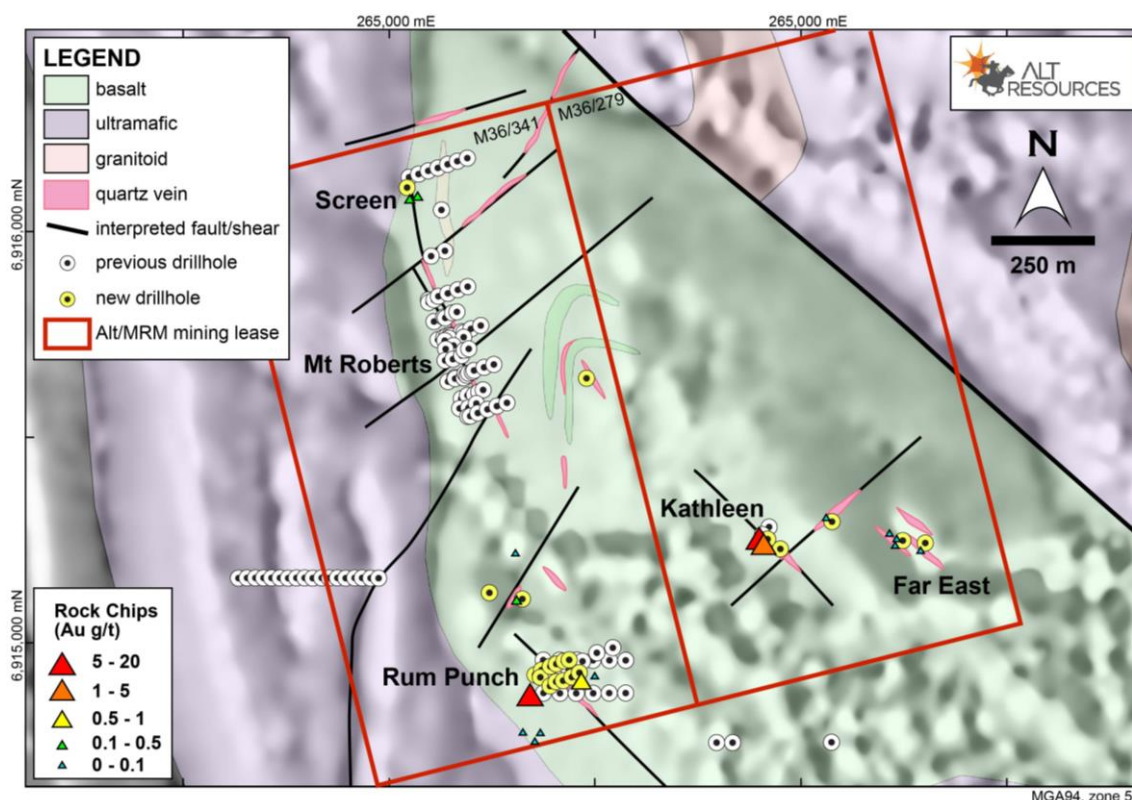 265,000 mE
265,000 mE
LEGEND
basalt
ultramafic
granitoid
quartz vein
interpreted fault/shear
previous drillhole
new drillhole
Alt/MRM mining lease
ALT
RESOURCES
N
250 m
M36/341
M36/279
6,916,000 mN
Screen
Mt Roberts
Kathleen
Far East
6,915,000 mN
Rum Punch
Rock Chips
(Au g/t)
5 - 20
1 - 5
0.5 - 1
0.1 - 0.5
0 - 0.1
MGA94, zone